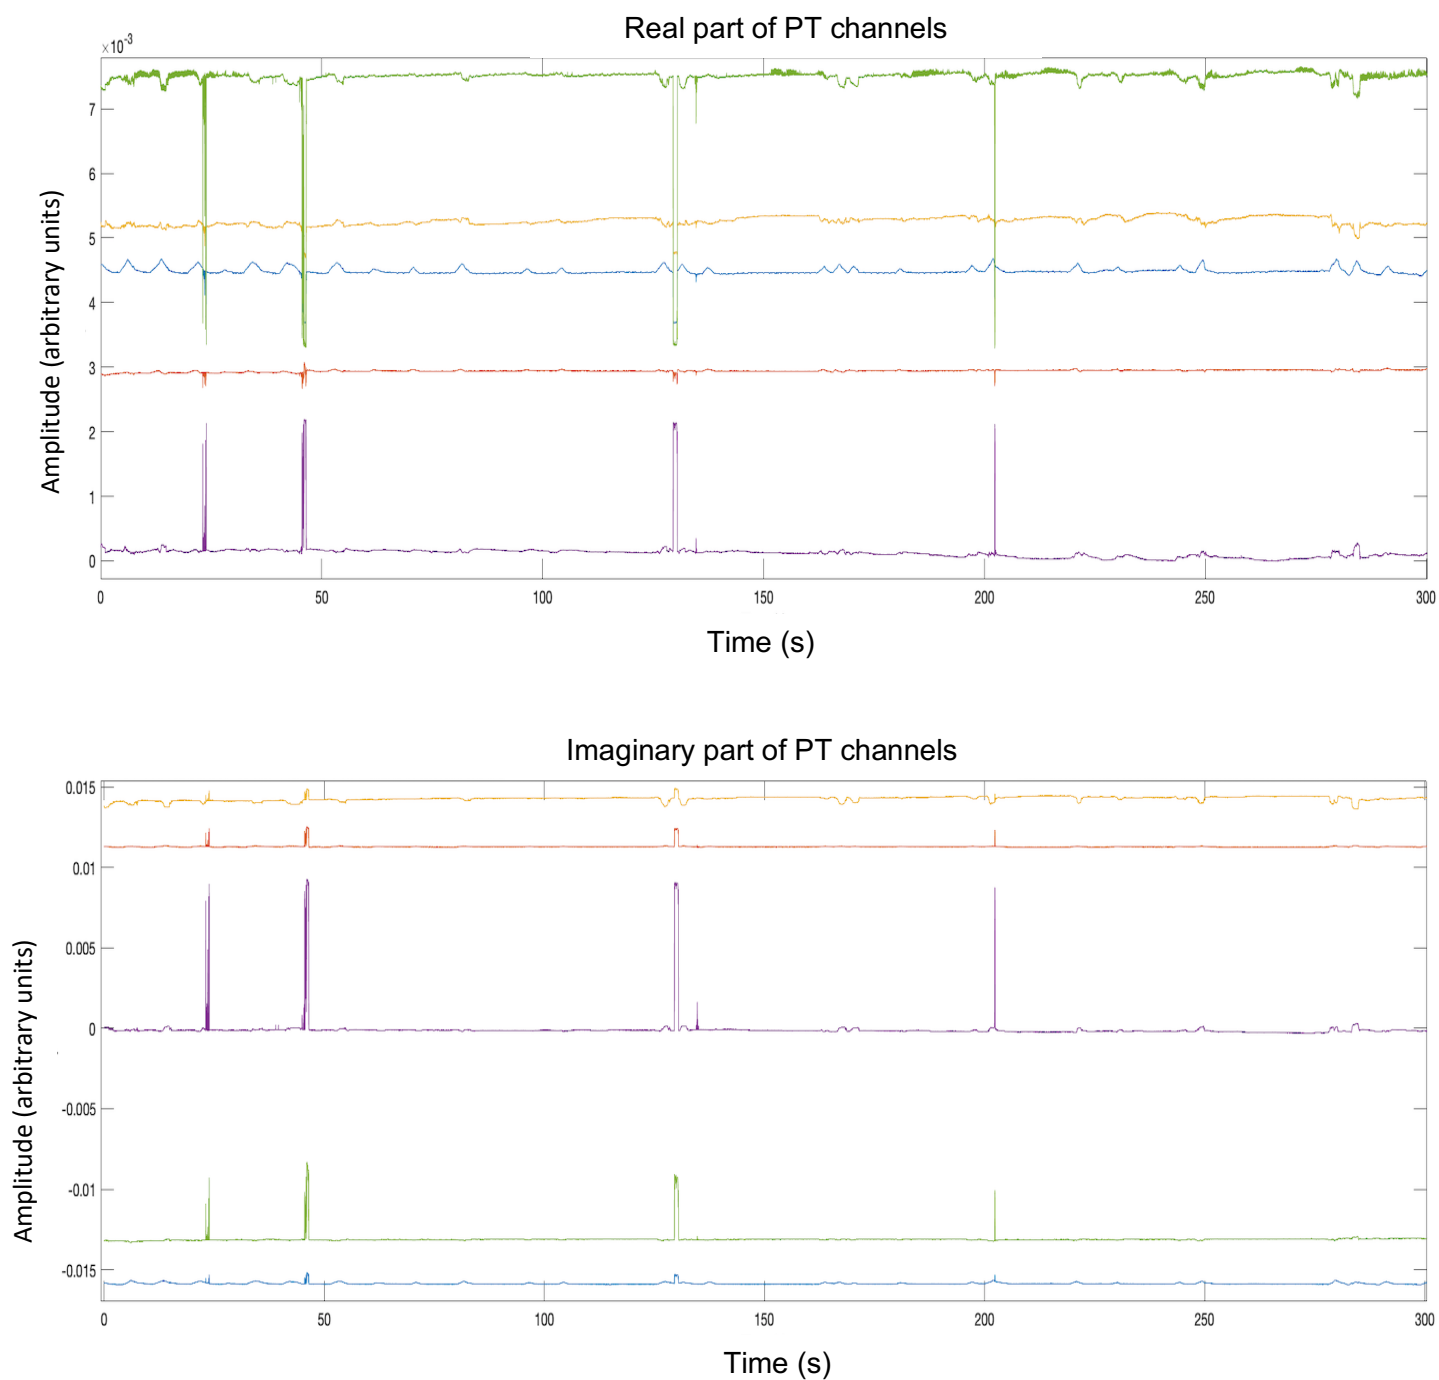 Real part of PT channels
×10-3
7
6
5
4
3
2
1
0
Amplitude (arbitrary units)
0 50 100 150 200 250 300
Time (s)
Imaginary part of PT channels
0.015
0.01
0.005
0
-0.005
-0.01
-0.015
Amplitude (arbitrary units)
0 50 100 150 200 250 300
Time (s)